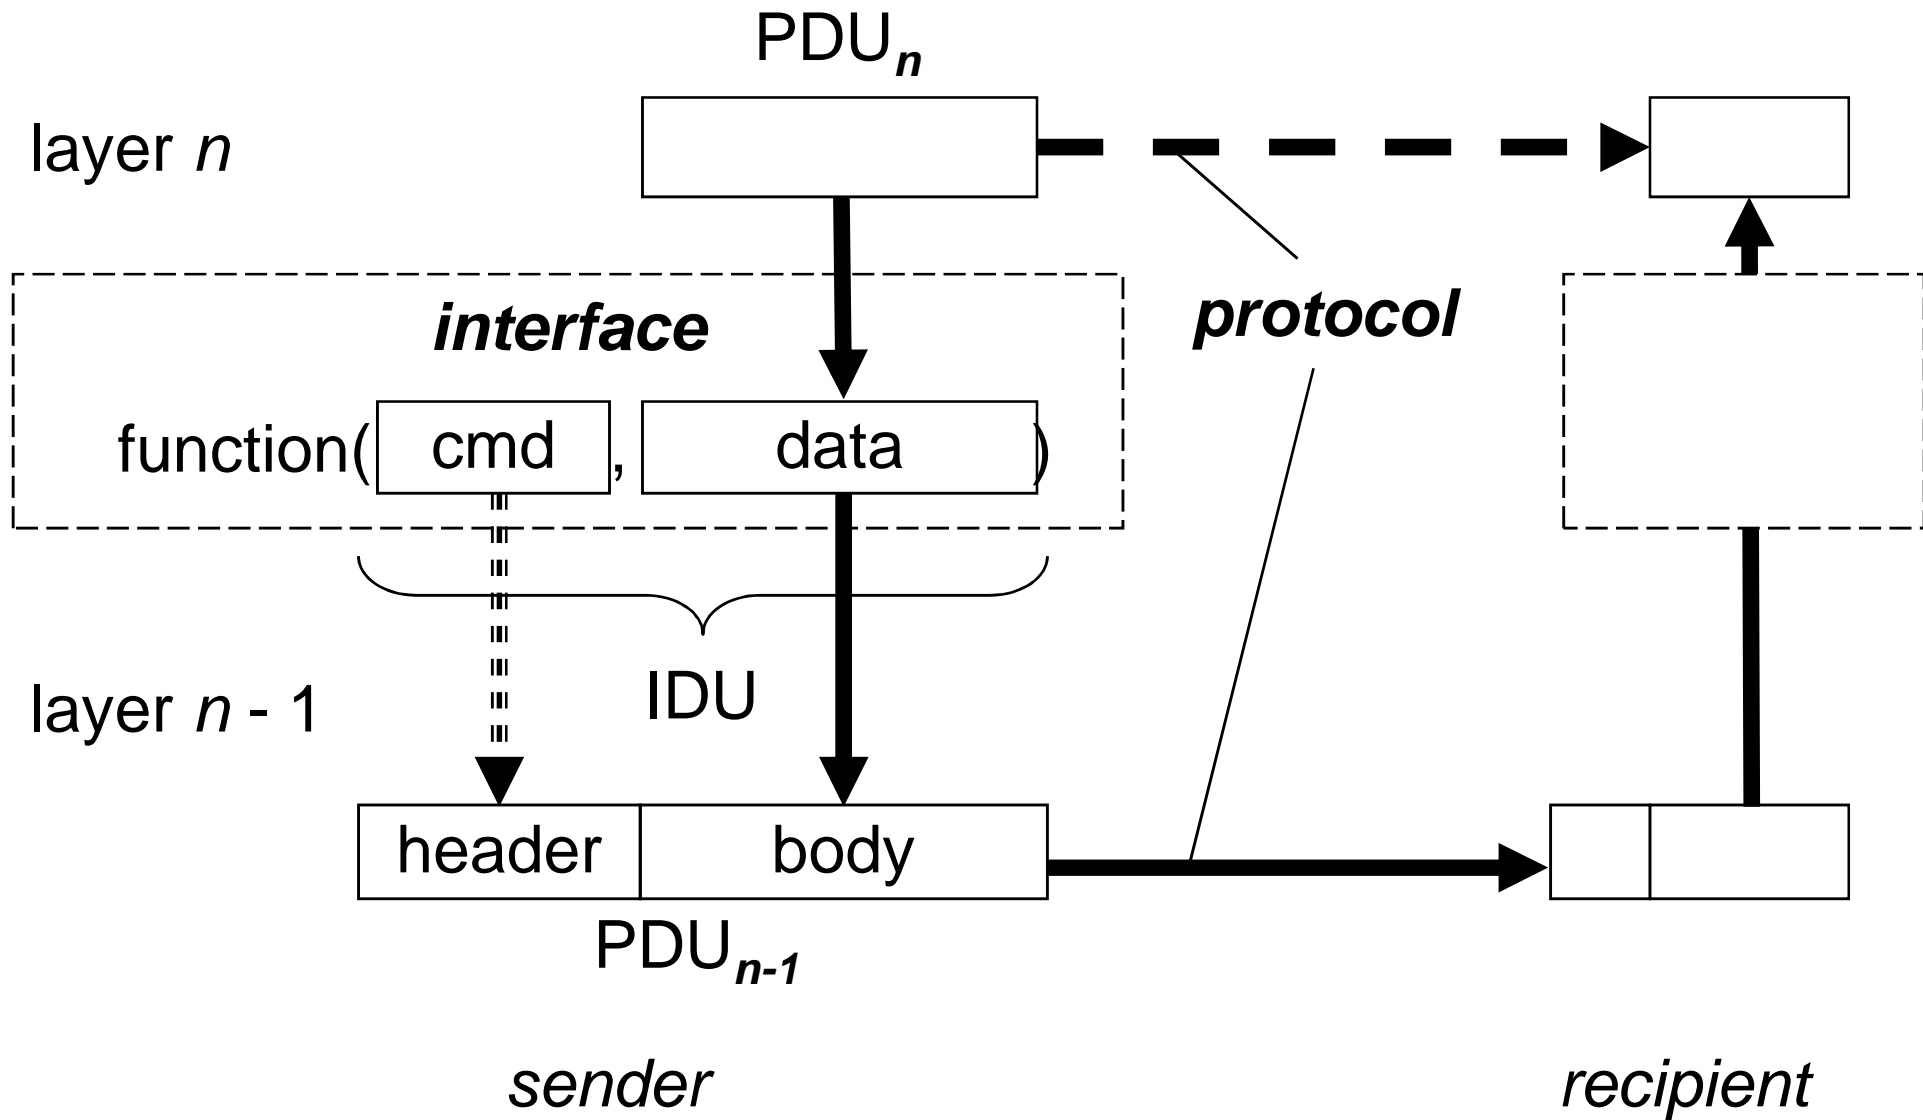 PDUn
layer n
interface
protocol
function( cmd , data )
IDU
layer n - 1
header body
PDUn-1
sender recipient